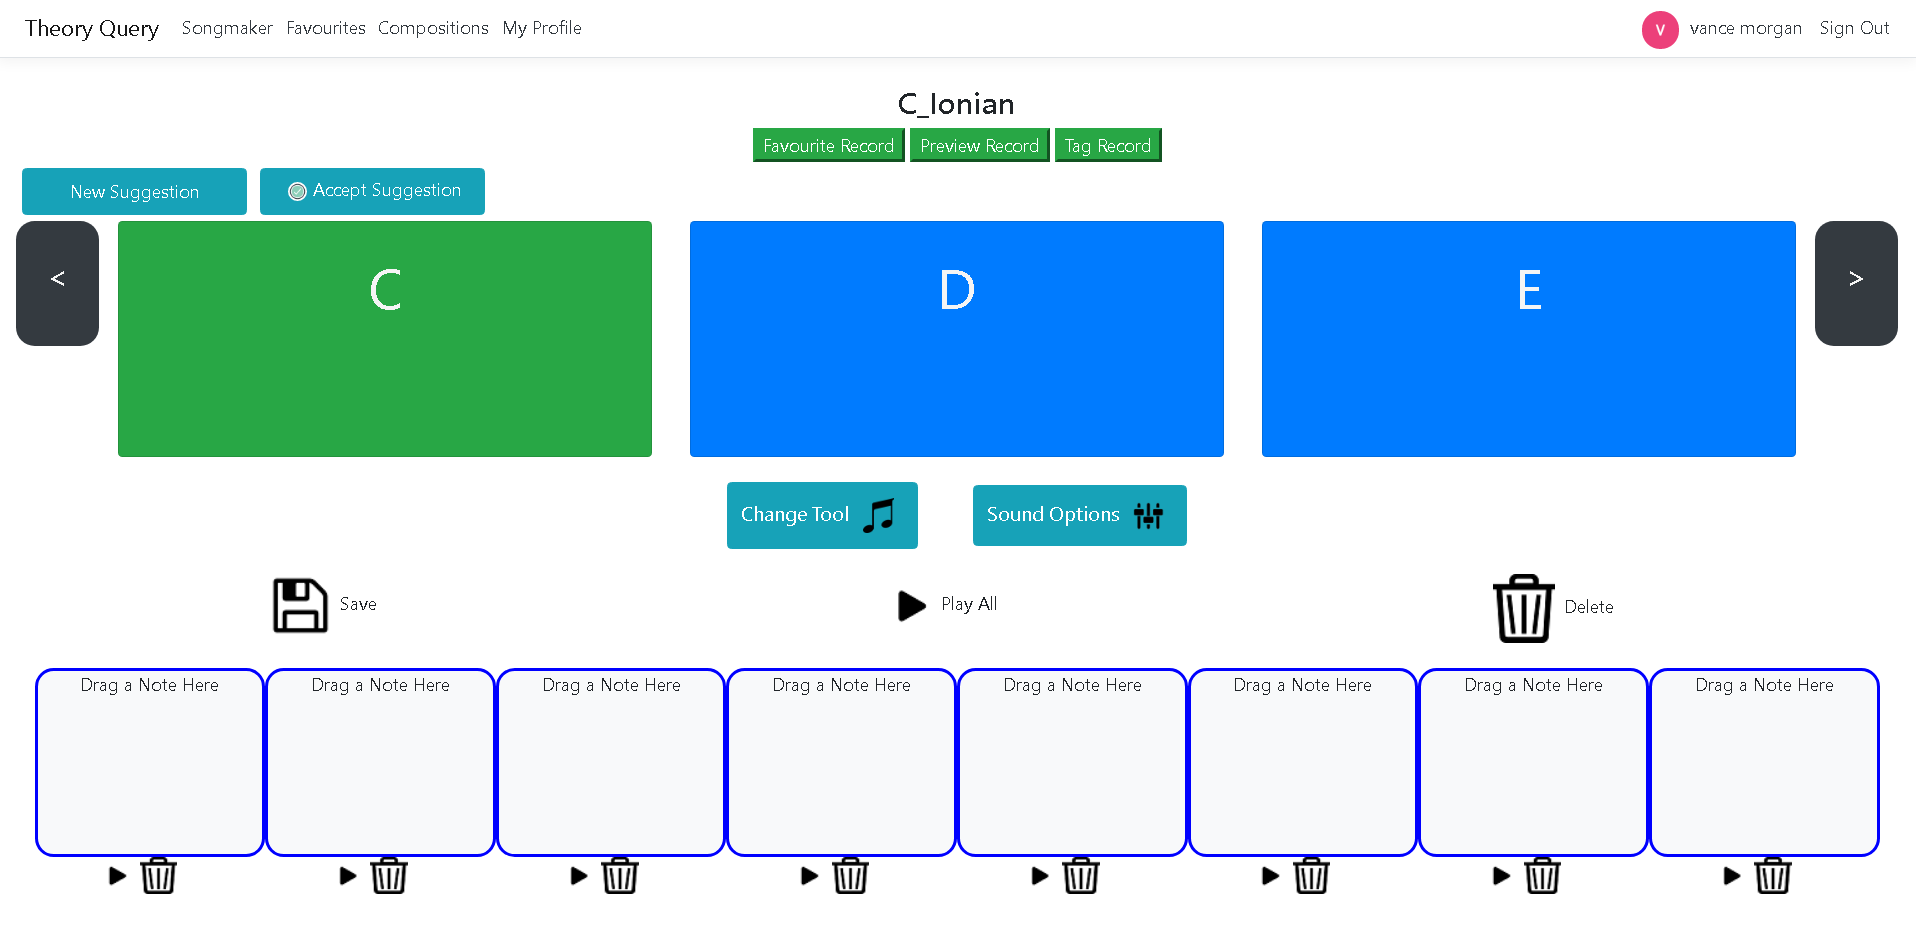 Theory Query Songmaker Favourites Compositions My Profile V vance morgan Sign Out
C_Ionian
Favourite Record Preview Record Tag Record
New Suggestion Accept Suggestion
< C D E >
Change Tool Sound Options
Save Play All Delete
Drag a Note Here Drag a Note Here Drag a Note Here Drag a Note Here Drag a Note Here Drag a Note Here Drag a Note Here Drag a Note Here